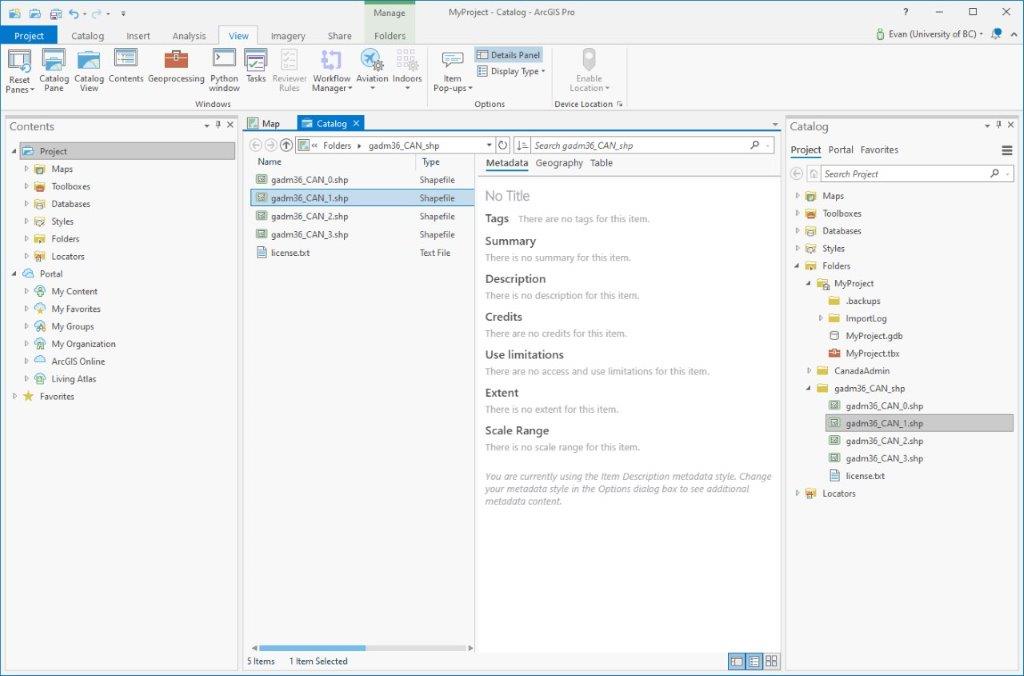 Manage
MyProject - Catalog - ArcGIS Pro
?
Project Catalog Insert Analysis View Imagery Share Folders
Evan (University of BC)
Reset Panes
Catalog Pane
Catalog View
Contents
Geoprocessing
Python window
Tasks
Reviewer Rules
Workflow Manager
Aviation
Indoors
Item Pop-ups
Details Panel
Display Type
Enable Location
Windows
Options
Device Location
Contents
Project
Maps
Toolboxes
Databases
Styles
Folders
Locators
Portal
My Content
My Favorites
My Groups
My Organization
ArcGIS Online
Living Atlas
Favorites
Map Catalog
Folders gadm36_CAN_shp
Search gadm36_CAN_shp
Name Type
gadm36_CAN_0.shp Shapefile
gadm36_CAN_1.shp Shapefile
gadm36_CAN_2.shp Shapefile
gadm36_CAN_3.shp Shapefile
license.txt Text File
5 Items 1 Item Selected
Metadata Geography Table
No Title
Tags There are no tags for this item.
Summary
There is no summary for this item.
Description
There is no description for this item.
Credits
There are no credits for this item.
Use limitations
There are no access and use limitations for this item.
Extent
There is no extent for this item.
Scale Range
There is no scale range for this item.
You are currently using the Item Description metadata style. Change
your metadata style in the Options dialog box to see additional
metadata content.
Catalog
Project Portal Favorites
Search Project
Maps
Toolboxes
Databases
Styles
Folders
MyProject
.backups
ImportLog
MyProject.gdb
MyProject.tbx
CanadaAdmin
gadm36_CAN_shp
gadm36_CAN_0.shp
gadm36_CAN_1.shp
gadm36_CAN_2.shp
gadm36_CAN_3.shp
license.txt
Locators